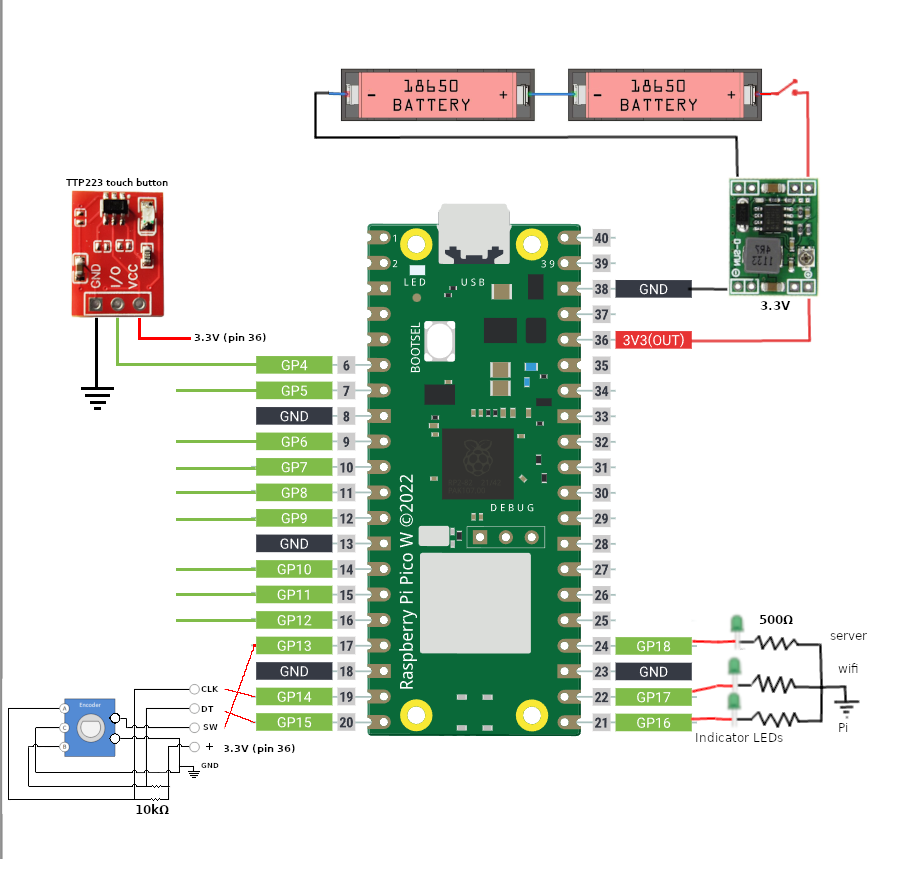 18650
BATTERY
- +
18650
BATTERY
- +
TTP223 touch button
GND
I/O
VCC
3.3V (pin 36)
3.3V
1
2
39
LED
USB
BOOTSEL
DEBUG
Raspberry Pi Pico W ©2022
GP4 6
GP5 7
GND 8
GP6 9
GP7 10
GP8 11
GP9 12
GND 13
GP10 14
GP11 15
GP12 16
GP13 17
GND 18
GP14 19
GP15 20
40
39
38 GND
37
36 3V3(OUT)
35
34
33
32
31
30
29
28
27
26
25
24 GP18
23 GND
22 GP17
21 GP16
500Ω
server
wifi
Pi
Indicator LEDs
Encoder
A
C
B
CLK
DT
SW
+ 3.3V (pin 36)
GND
10kΩ